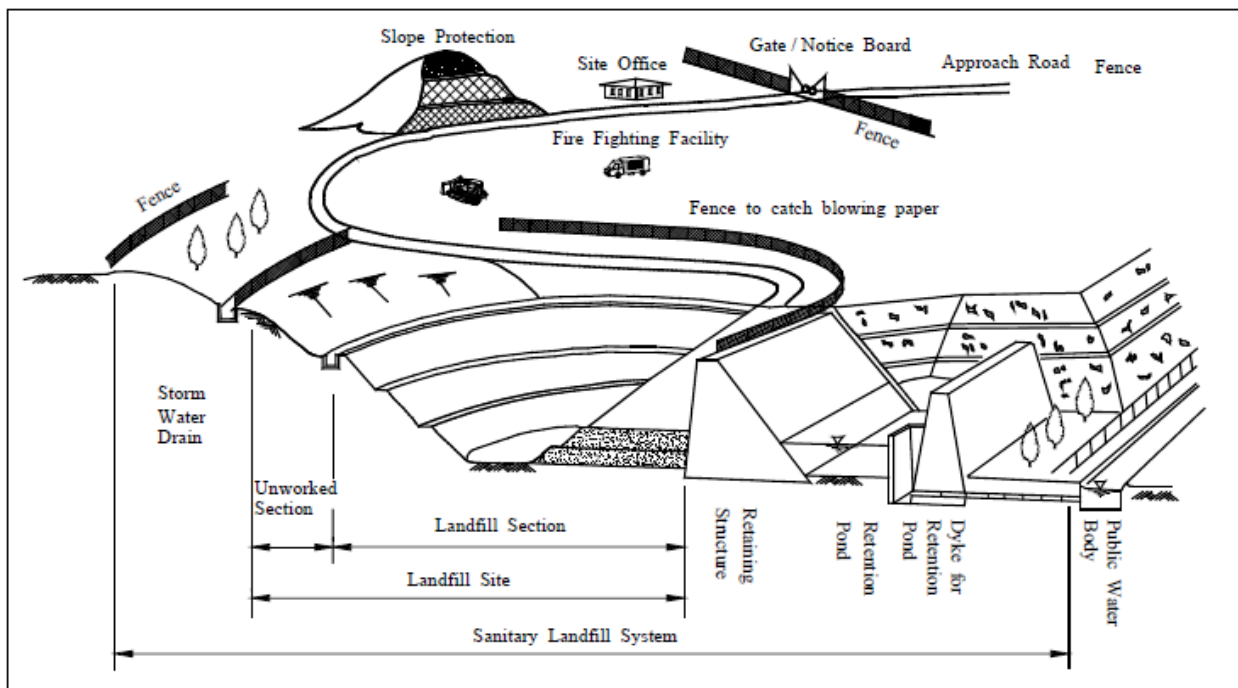 Slope Protection
Gate / Notice Board
Site Office
Approach Road
Fence
Fence
Fire Fighting Facility
Fence
Fence to catch blowing paper
Storm
Water
Drain
Unworked
Section
Landfill Section
Landfill Site
Sanitary Landfill System
Retaining
Structure
Retention
Pond
Dyke for
Retention
Pond
Public Water
Body